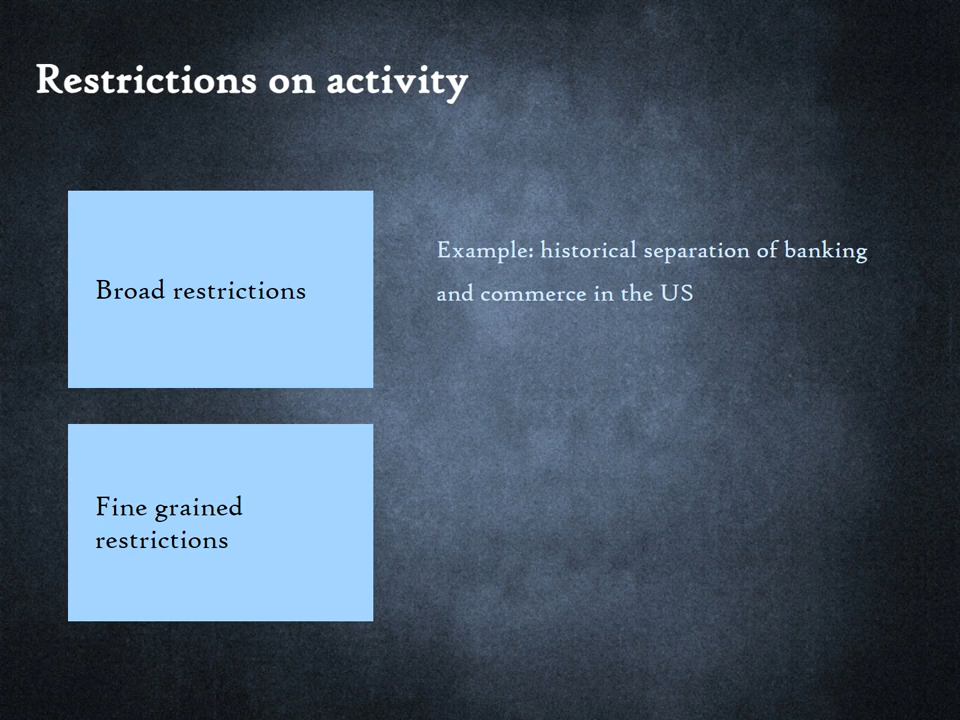 Restrictions on activity
Broad restrictions
Example: historical separation of banking
and commerce in the US
Fine grained
restrictions